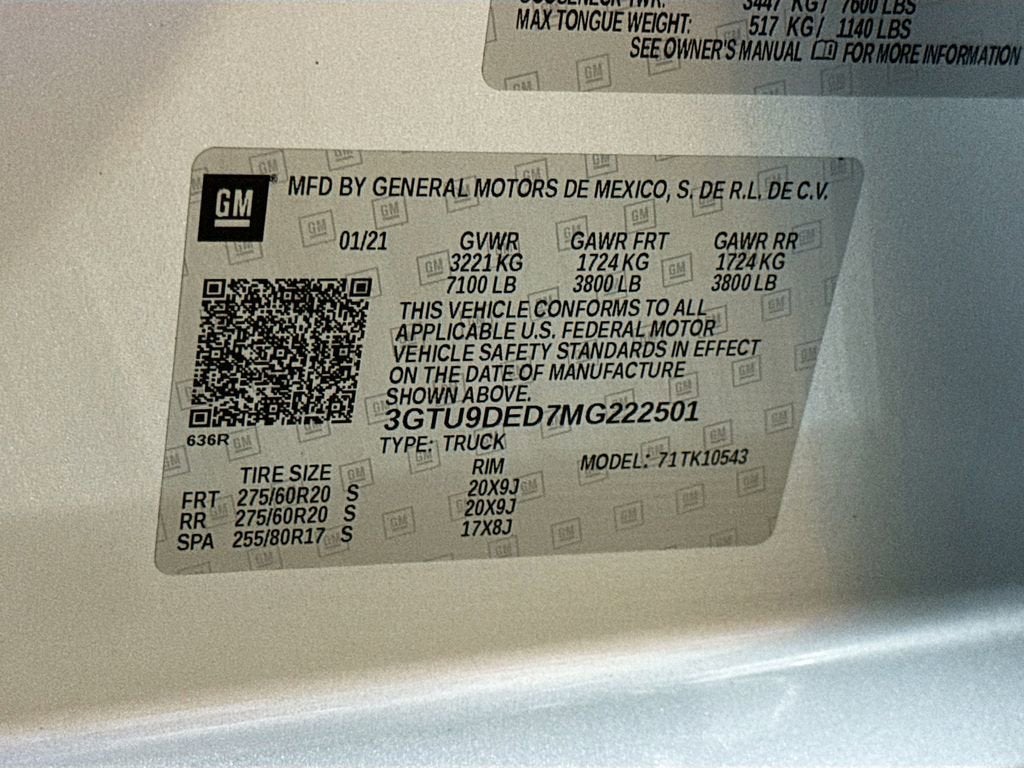 3447 KG / 7600 LBS
MAX TONGUE WEIGHT: 517 KG / 1140 LBS
SEE OWNER'S MANUAL FOR MORE INFORMATION
GM MFD BY GENERAL MOTORS DE MEXICO, S. DE R.L. DE C.V.
01/21 GVWR GAWR FRT GAWR RR
3221 KG 1724 KG 1724 KG
7100 LB 3800 LB 3800 LB
THIS VEHICLE CONFORMS TO ALL
APPLICABLE U.S. FEDERAL MOTOR
VEHICLE SAFETY STANDARDS IN EFFECT
ON THE DATE OF MANUFACTURE
SHOWN ABOVE.
3GTU9DED7MG222501
636R
TYPE: TRUCK
TIRE SIZE RIM MODEL: 71TK10543
FRT 275/60R20 S 20X9J
RR 275/60R20 S 20X9J
SPA 255/80R17 S 17X8J